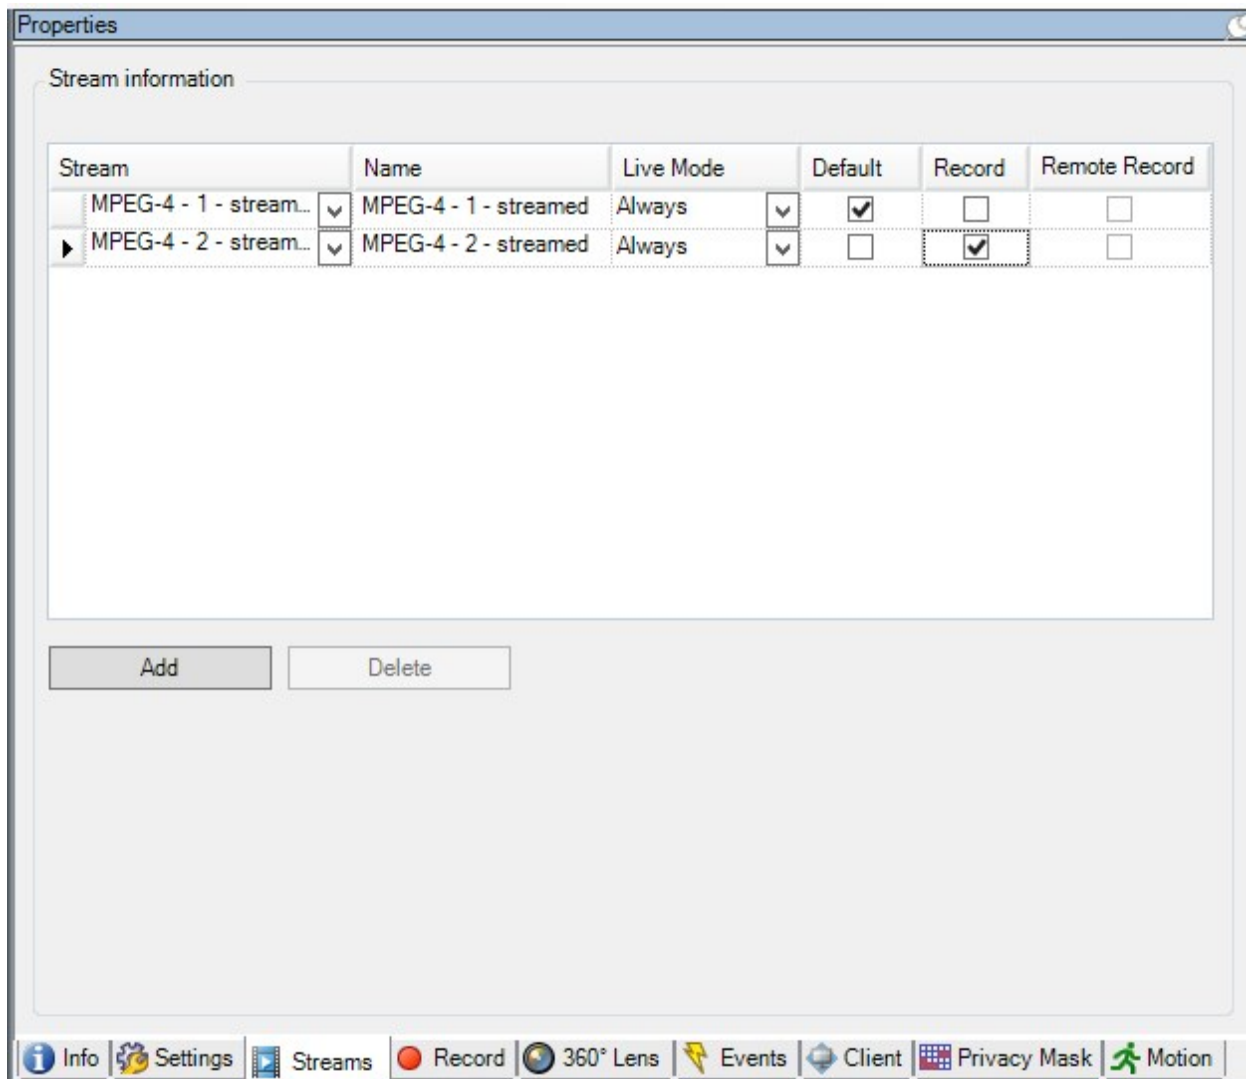 Properties
Stream information
Stream Name Live Mode Default Record Remote Record
MPEG-4 - 1 - stream... MPEG-4 - 1 - streamed Always
MPEG-4 - 2 - stream... MPEG-4 - 2 - streamed Always
Add Delete
Info Settings Streams Record 360° Lens Events Client Privacy Mask Motion